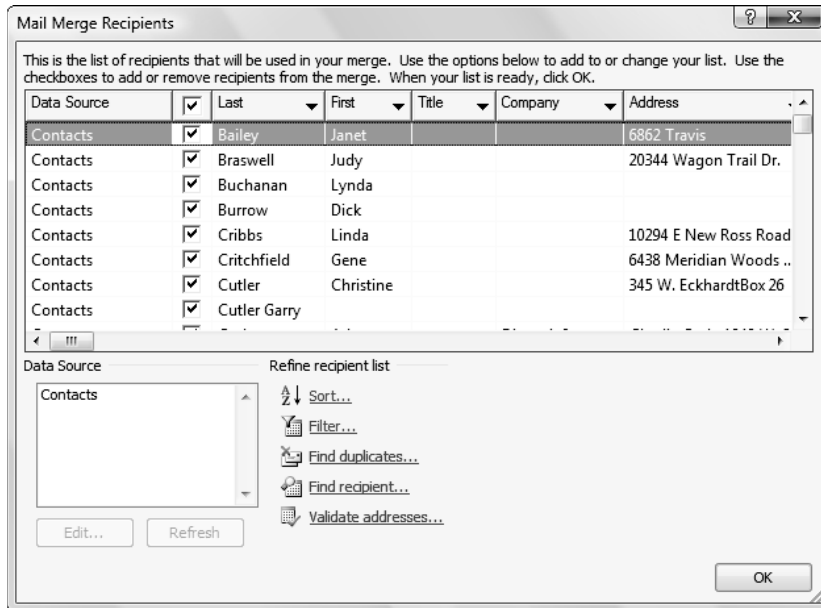 Mail Merge Recipients
This is the list of recipients that will be used in your merge. Use the options below to add to or change your list. Use the
checkboxes to add or remove recipients from the merge. When your list is ready, click OK.
Data Source Last First Title Company Address
Contacts Bailey Janet 6862 Travis
Contacts Braswell Judy 20344 Wagon Trail Dr.
Contacts Buchanan Lynda
Contacts Burrow Dick
Contacts Cribbs Linda 10294 E New Ross Road
Contacts Critchfield Gene 6438 Meridian Woods ..
Contacts Cutler Christine 345 W. EckhardtBox 26
Contacts Cutler Garry
Data Source Refine recipient list
Contacts
Sort...
Filter...
Find duplicates...
Find recipient...
Validate addresses...
Edit... Refresh
OK